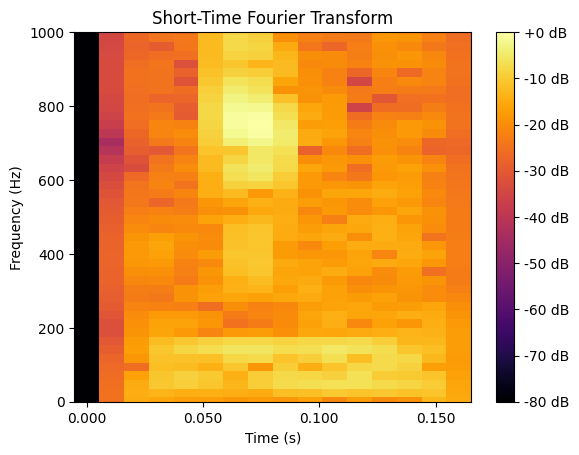 Short-Time Fourier Transform
1000
800
600
400
200
0
Frequency (Hz)
0.000
0.050
0.100
0.150
Time (s)
+0 dB
-10 dB
-20 dB
-30 dB
-40 dB
-50 dB
-60 dB
-70 dB
-80 dB